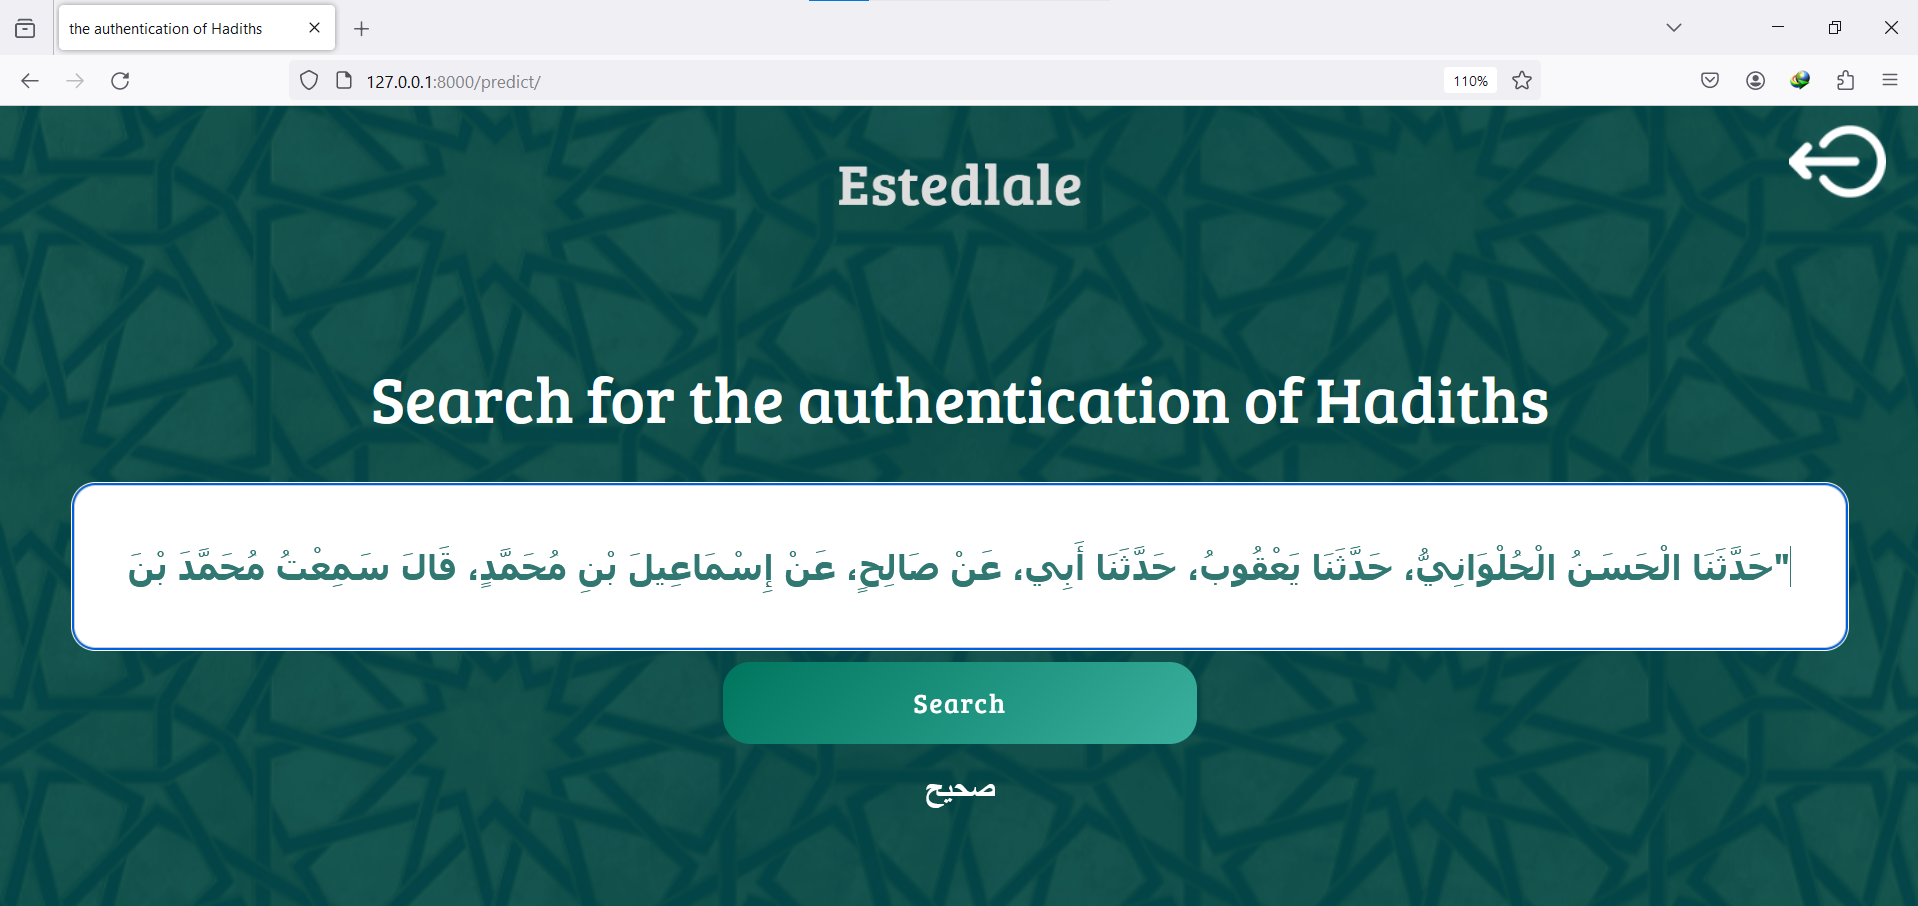 the authentication of Hadiths
127.0.0.1:8000/predict/
110%
Estedlale
Search for the authentication of Hadiths
"حَدَّثَنَا الْحَسَنُ الْحُلْوَانِيُّ، حَدَّثَنَا يَعْقُوبُ، حَدَّثَنَا أَبِي، عَنْ صَالِحٍ، عَنْ إِسْمَاعِيلَ بْنِ مُحَمَّدٍ، قَالَ سَمِعْتُ مُحَمَّدَ بْنَ
Search
صحيح